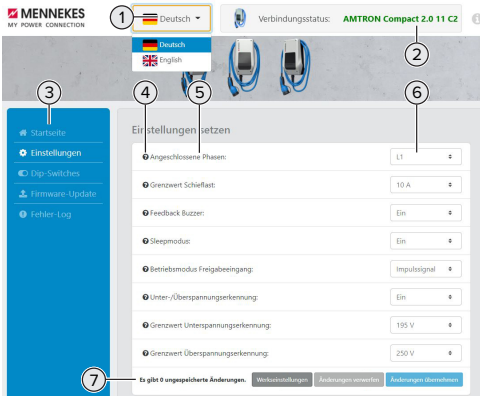 MENNEKES
MY POWER CONNECTION
1
Deutsch
Verbindungsstatus: AMTRON Compact 2.0 11 C2
Deutsch
English
2
3
4
5
6
Startseite
Einstellungen
Dip-Switches
Firmware-Update
Fehler-Log
Einstellungen setzen
Angeschlossene Phasen: L1
Grenzwert Schieflast: 10 A
Feedback Buzzer: Ein
Sleepmodus: Ein
Betriebsmodus Freigabeeingang: Impulssignal
Unter-/Überspannungserkennung: Ein
Grenzwert Unterspannungserkennung: 195 V
Grenzwert Überspannungserkennung: 250 V
7
Es gibt 0 ungespeicherte Änderungen. Werkseinstellungen Änderungen verwerfen Änderungen übernehmen